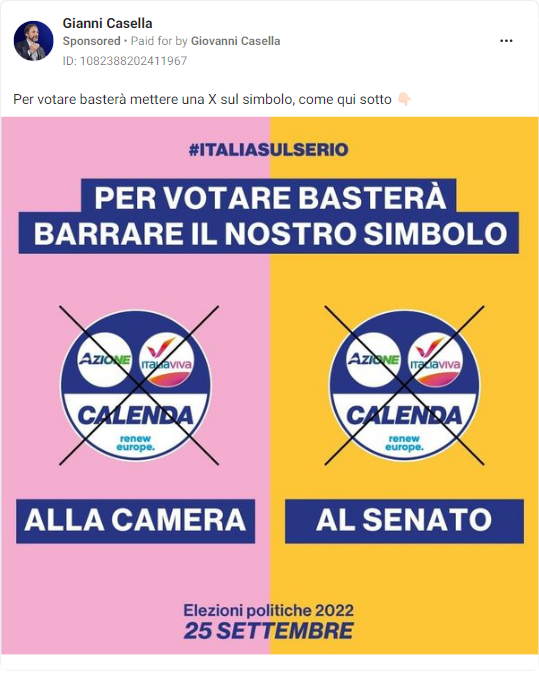 Gianni Casella
Sponsored • Paid for by Giovanni Casella
ID: 1082388202411967
Per votare basterà mettere una X sul simbolo, come qui sotto 👇🏻
#ITALIASULSERIO
PER VOTARE BASTERÀ
BARRARE IL NOSTRO SIMBOLO
AZIONE
ITALIAVIVA
CALENDA
renew
europe.
AZIONE
ITALIAVIVA
CALENDA
renew
europe.
ALLA CAMERA
AL SENATO
Elezioni politiche 2022
25 SETTEMBRE